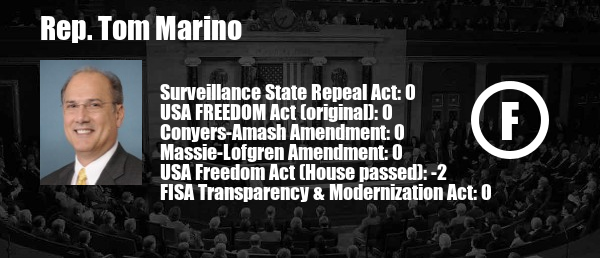 Rep. Tom Marino
Surveillance State Repeal Act: 0
USA FREEDOM Act (original): 0
Conyers-Amash Amendment: 0
Massie-Lofgren Amendment: 0
USA Freedom Act (House passed): -2
FISA Transparency & Modernization Act: 0
F